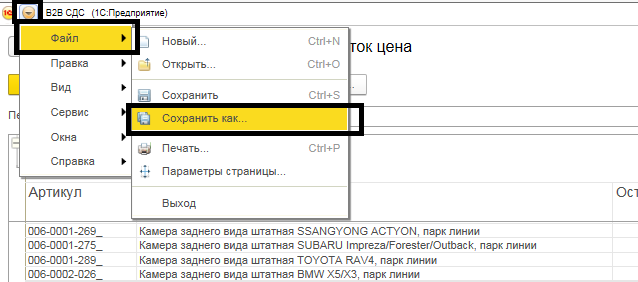 1С B2B СДС (1С:Предприятие)
Файл
Правка
Вид
Сервис
Окна
Справка
Новый... Ctrl+N
Открыть... Ctrl+O
Сохранить Ctrl+S
Сохранить как...
Печать... Ctrl+P
Параметры страницы...
Выход
ток цена
...
Пе
Артикул Ост
006-0001-269_ Камера заднего вида штатная SSANGYONG ACTYON, парк линии
006-0001-275_ Камера заднего вида штатная SUBARU Impreza/Forester/Outback, парк линии
006-0001-289_ Камера заднего вида штатная TOYOTA RAV4, парк линии
006-0002-026_ Камера заднего вида штатная BMW X5/X3, парк линии